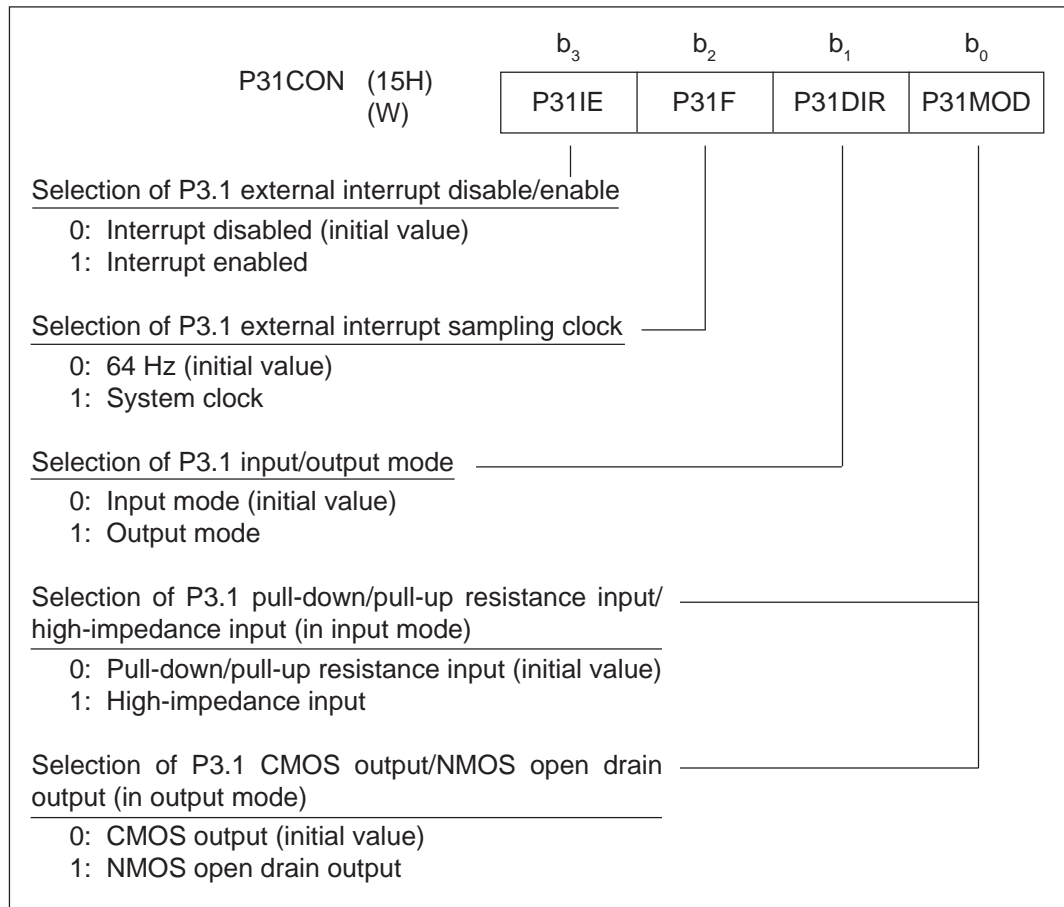 b3 b2 b1 b0
P31CON (15H)
(W)
P31IE P31F P31DIR P31MOD
Selection of P3.1 external interrupt disable/enable
0: Interrupt disabled (initial value)
1: Interrupt enabled
Selection of P3.1 external interrupt sampling clock
0: 64 Hz (initial value)
1: System clock
Selection of P3.1 input/output mode
0: Input mode (initial value)
1: Output mode
Selection of P3.1 pull-down/pull-up resistance input/
high-impedance input (in input mode)
0: Pull-down/pull-up resistance input (initial value)
1: High-impedance input
Selection of P3.1 CMOS output/NMOS open drain
output (in output mode)
0: CMOS output (initial value)
1: NMOS open drain output